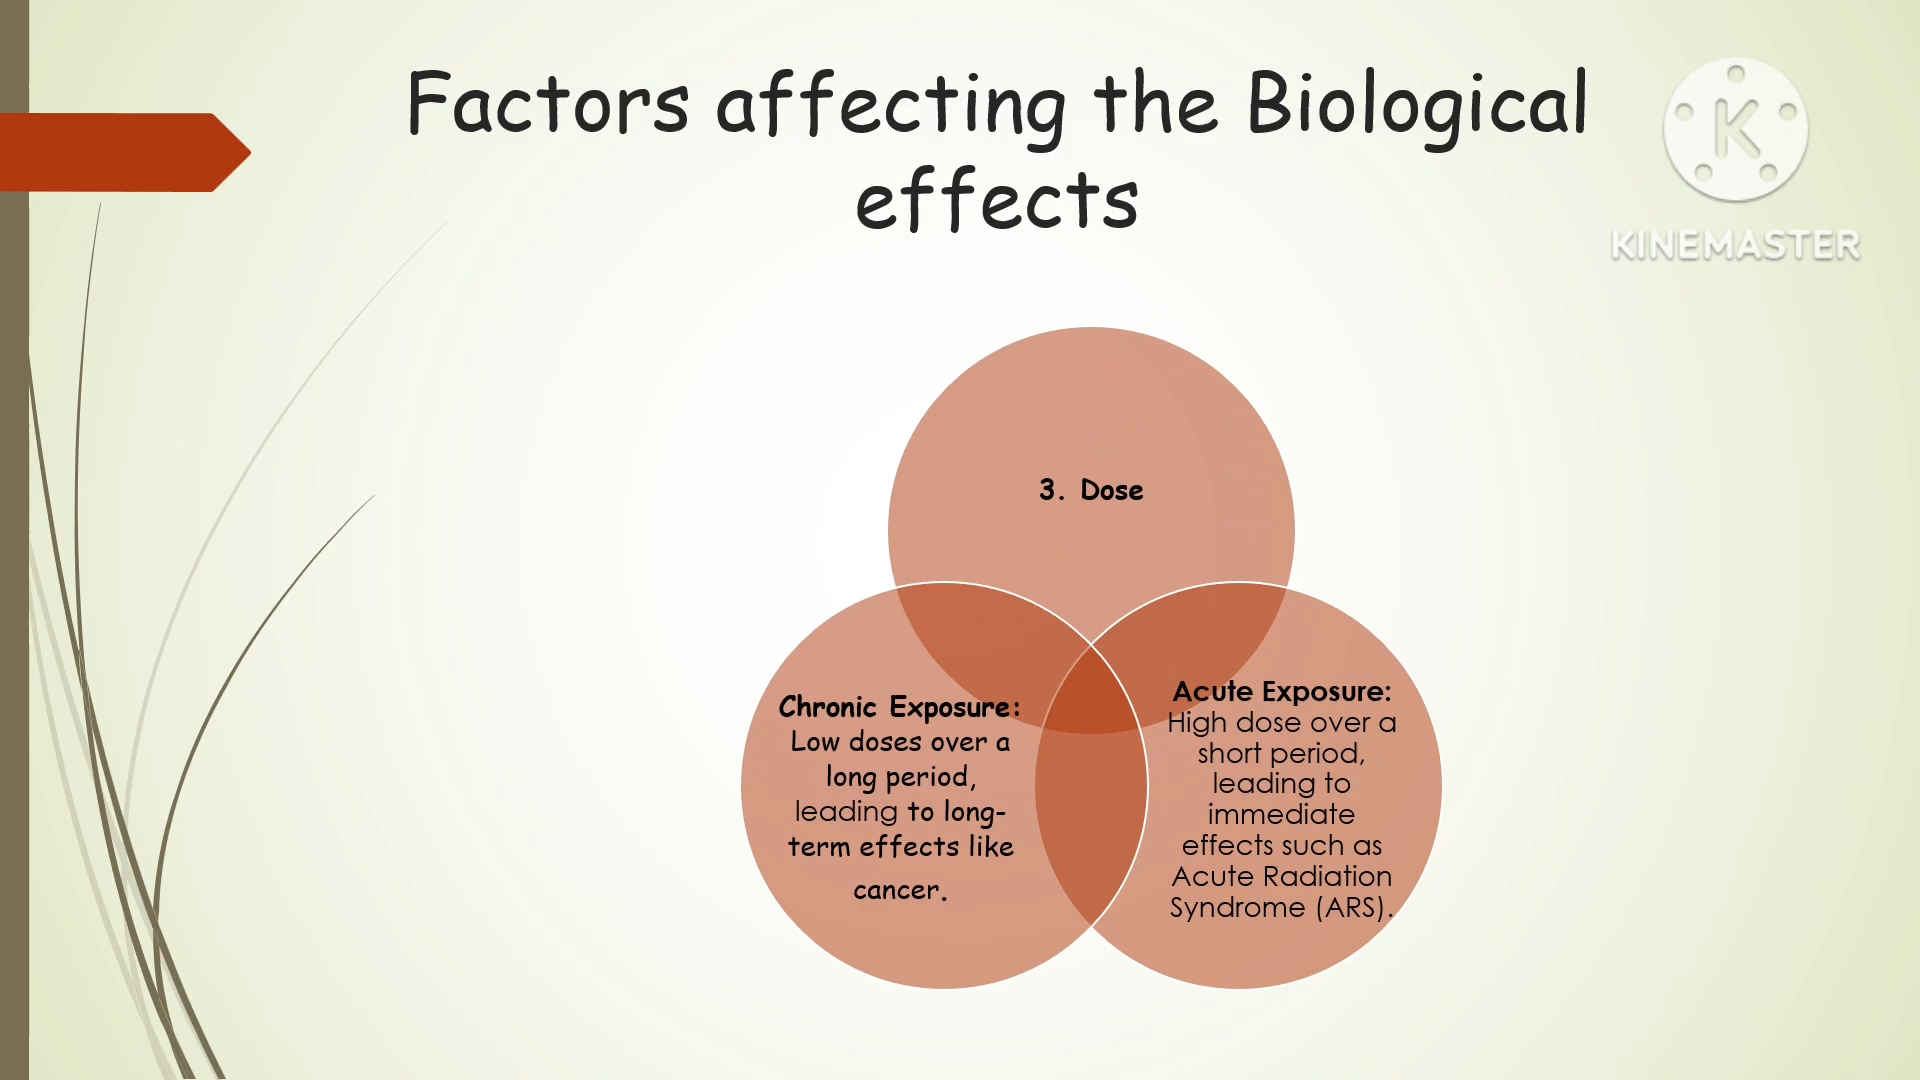 Factors affecting the Biological
effects
K
KINEMASTER
3. Dose
Chronic Exposure:
Low doses over a
long period,
leading to long-
term effects like
cancer.
Acute Exposure:
High dose over a
short period,
leading to
immediate
effects such as
Acute Radiation
Syndrome (ARS).